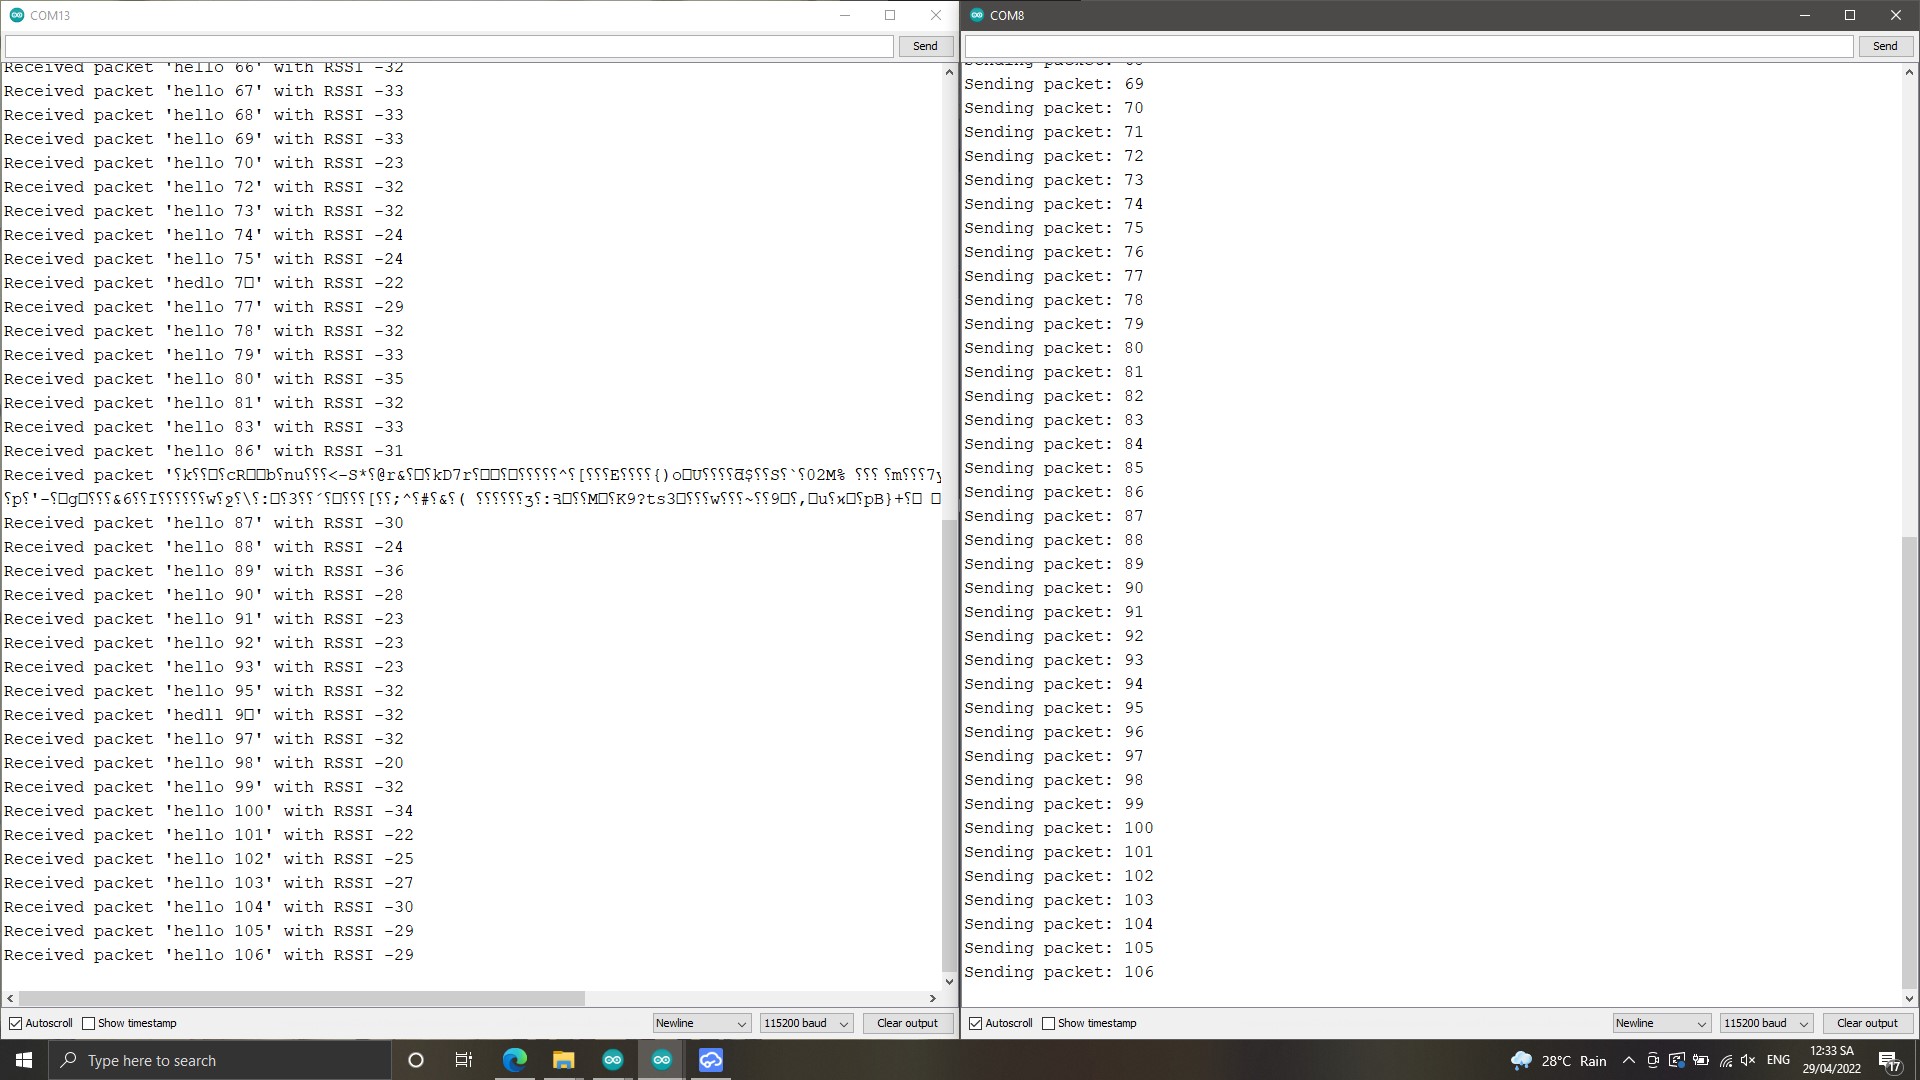 COM13
Send
Received packet 'hello 66' with RSSI -32
Received packet 'hello 67' with RSSI -33
Received packet 'hello 68' with RSSI -33
Received packet 'hello 69' with RSSI -33
Received packet 'hello 70' with RSSI -23
Received packet 'hello 72' with RSSI -32
Received packet 'hello 73' with RSSI -32
Received packet 'hello 74' with RSSI -24
Received packet 'hello 75' with RSSI -24
Received packet 'hedlo 7□' with RSSI -22
Received packet 'hello 77' with RSSI -29
Received packet 'hello 78' with RSSI -32
Received packet 'hello 79' with RSSI -33
Received packet 'hello 80' with RSSI -35
Received packet 'hello 81' with RSSI -32
Received packet 'hello 83' with RSSI -33
Received packet 'hello 86' with RSSI -31
Received packet
Received packet 'hello 87' with RSSI -30
Received packet 'hello 88' with RSSI -24
Received packet 'hello 89' with RSSI -36
Received packet 'hello 90' with RSSI -28
Received packet 'hello 91' with RSSI -23
Received packet 'hello 92' with RSSI -23
Received packet 'hello 93' with RSSI -23
Received packet 'hello 95' with RSSI -32
Received packet 'hedll 9□' with RSSI -32
Received packet 'hello 97' with RSSI -32
Received packet 'hello 98' with RSSI -20
Received packet 'hello 99' with RSSI -32
Received packet 'hello 100' with RSSI -34
Received packet 'hello 101' with RSSI -22
Received packet 'hello 102' with RSSI -25
Received packet 'hello 103' with RSSI -27
Received packet 'hello 104' with RSSI -30
Received packet 'hello 105' with RSSI -29
Received packet 'hello 106' with RSSI -29
Autoscroll Show timestamp Newline 115200 baud Clear output
COM8
Send
Sending packet: 69
Sending packet: 70
Sending packet: 71
Sending packet: 72
Sending packet: 73
Sending packet: 74
Sending packet: 75
Sending packet: 76
Sending packet: 77
Sending packet: 78
Sending packet: 79
Sending packet: 80
Sending packet: 81
Sending packet: 82
Sending packet: 83
Sending packet: 84
Sending packet: 85
Sending packet: 86
Sending packet: 87
Sending packet: 88
Sending packet: 89
Sending packet: 90
Sending packet: 91
Sending packet: 92
Sending packet: 93
Sending packet: 94
Sending packet: 95
Sending packet: 96
Sending packet: 97
Sending packet: 98
Sending packet: 99
Sending packet: 100
Sending packet: 101
Sending packet: 102
Sending packet: 103
Sending packet: 104
Sending packet: 105
Sending packet: 106
Autoscroll Show timestamp Newline 115200 baud Clear output
Type here to search
28°C Rain
ENG
12:33 SA
29/04/2022
17